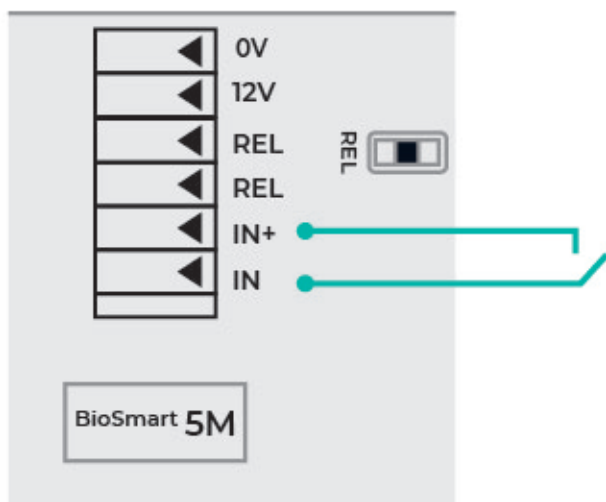 0V
12V
REL
REL
REL
IN+
IN
BioSmart 5M